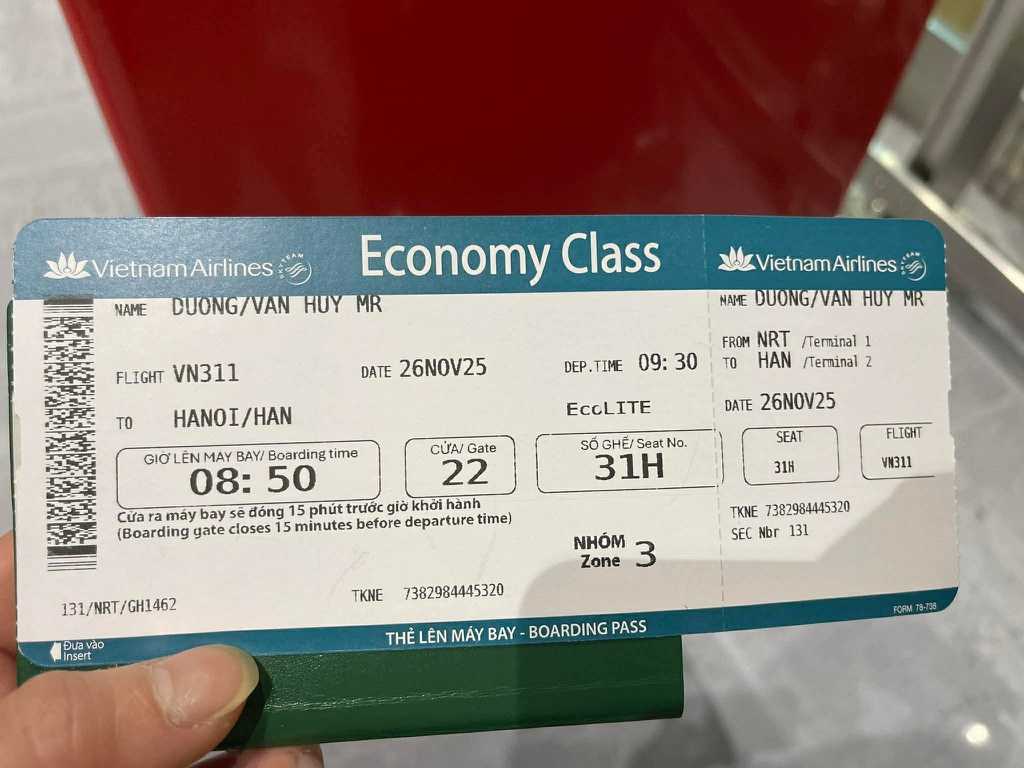 Vietnam Airlines SKYTEAM
Economy Class
NAME DUONG/VAN HUY MR
FLIGHT VN311 DATE 26NOV25 DEP.TIME 09:30
TO HANOI/HAN EcoLITE
GIỜ LÊN MÁY BAY/ Boarding time
08:50
CỬA/ Gate
22
SỐ GHẾ/ Seat No.
31H
Cửa ra máy bay sẽ đóng 15 phút trước giờ khởi hành
(Boarding gate closes 15 minutes before departure time)
NHÓM
Zone 3
131/NRT/GH1462 TKNE 7382984445320
Đưa vào
Insert
THẺ LÊN MÁY BAY - BOARDING PASS
Vietnam Airlines SKYTEAM
NAME DUONG/VAN HUY MR
FROM NRT /Terminal 1
TO HAN /Terminal 2
DATE 26NOV25
SEAT
31H
FLIGHT
VN311
TKNE 7382984445320
SEC Nbr 131
FORM 78-738